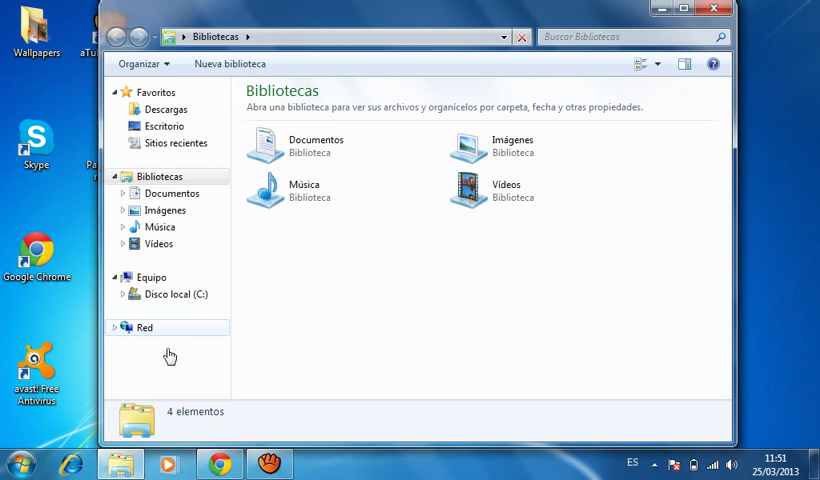 Wallpapers
Skype
Google Chrome
avast! Free
Antivirus
Bibliotecas
Buscar Bibliotecas
Organizar
Nueva biblioteca
Favoritos
Descargas
Escritorio
Sitios recientes
Bibliotecas
Documentos
Imágenes
Música
Vídeos
Equipo
Disco local (C:)
Red
Bibliotecas
Abra una biblioteca para ver sus archivos y organícelos por carpeta, fecha y otras propiedades.
Documentos
Biblioteca
Imágenes
Biblioteca
Música
Biblioteca
Vídeos
Biblioteca
4 elementos
ES
11:51
25/03/2013